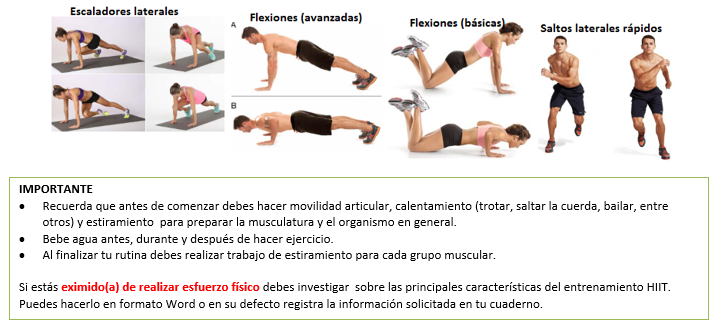 Escaladores laterales
Flexiones (avanzadas)
Flexiones (básicas)
Saltos laterales rápidos
A
B
IMPORTANTE
• Recuerda que antes de comenzar debes hacer movilidad articular, calentamiento (trotar, saltar la cuerda, bailar, entre
otros) y estiramiento para preparar la musculatura y el organismo en general.
• Bebe agua antes, durante y después de hacer ejercicio.
• Al finalizar tu rutina debes realizar trabajo de estiramiento para cada grupo muscular.
Si estás eximido(a) de realizar esfuerzo físico debes investigar sobre las principales características del entrenamiento HIIT.
Puedes hacerlo en formato Word o en su defecto registra la información solicitada en tu cuaderno.